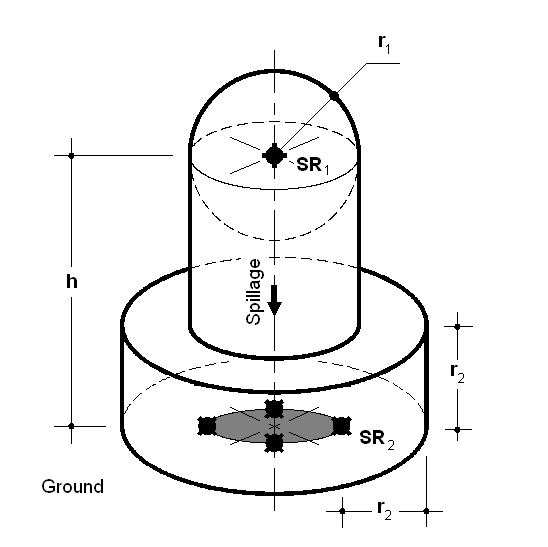 r1
SR1
h
Spillage
r2
SR2
Ground
r2